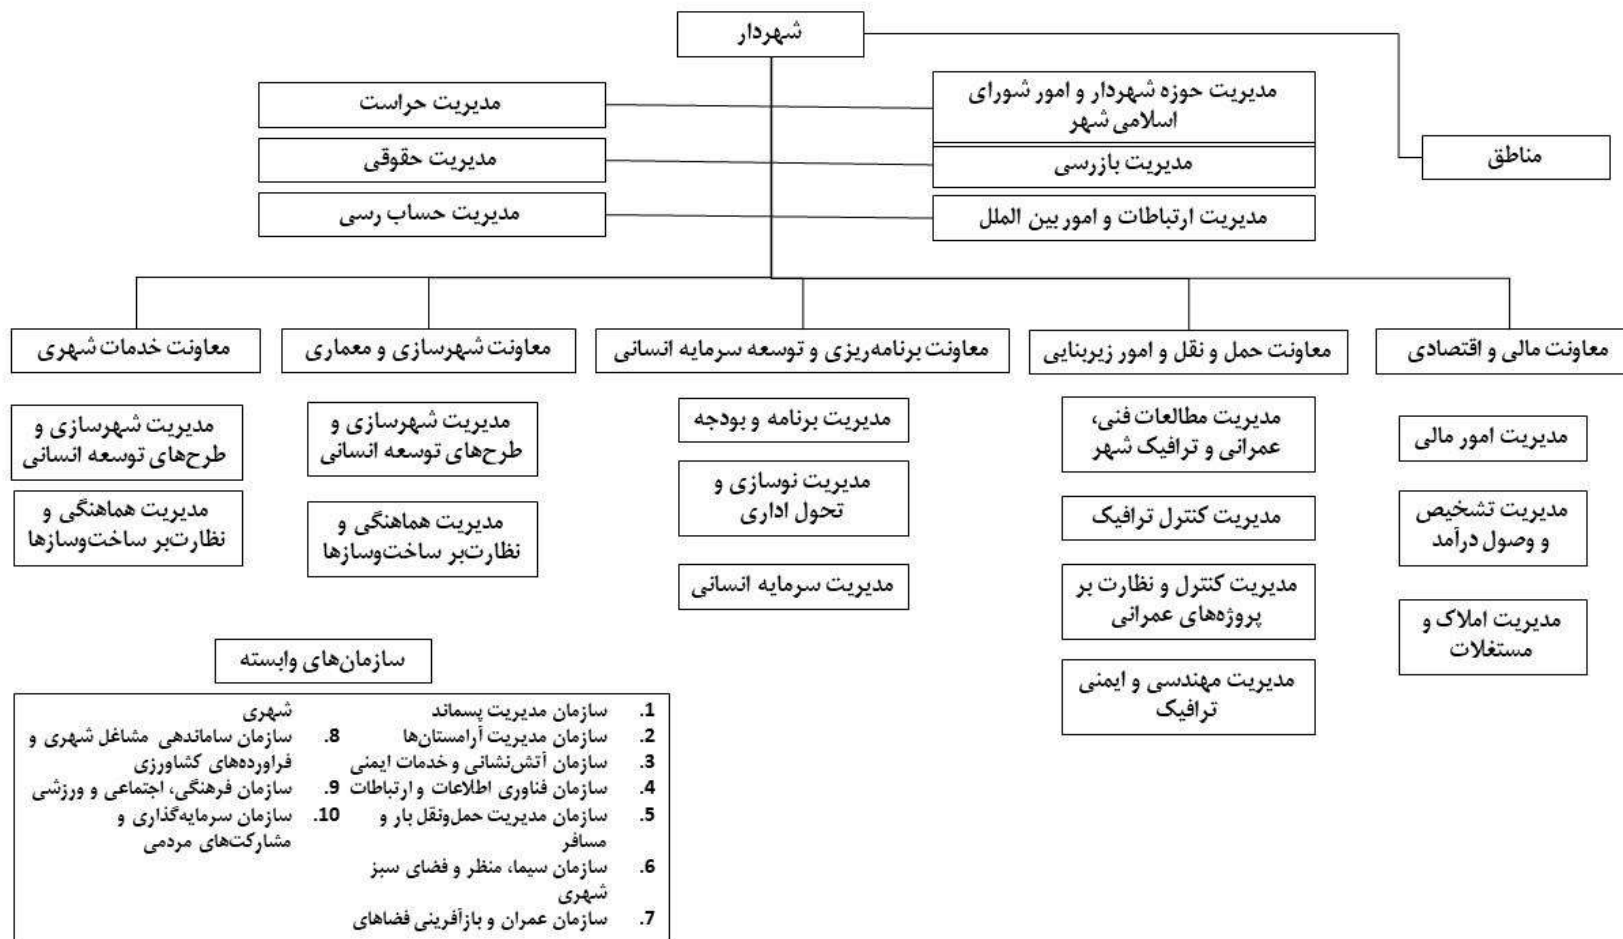 شهردار
مدیریت حوزه شهردار و امور شورای
اسلامی شهر
مدیریت حراست
مناطق
مدیریت بازرسی
مدیریت حقوقی
مدیریت ارتباطات و امور بین الملل
مدیریت حساب رسی
معاونت مالی و اقتصادی
معاونت حمل و نقل و امور زیربنایی
معاونت برنامه‌ریزی و توسعه سرمایه انسانی
معاونت شهرسازی و معماری
معاونت خدمات شهری
مدیریت امور مالی
مدیریت تشخیص
و وصول درآمد
مدیریت املاک و
مستغلات
مدیریت مطالعات فنی،
عمرانی و ترافیک شهر
مدیریت کنترل ترافیک
مدیریت کنترل و نظارت بر
پروژه‌های عمرانی
مدیریت مهندسی و ایمنی
ترافیک
مدیریت برنامه و بودجه
مدیریت نوسازی و
تحول اداری
مدیریت سرمایه انسانی
مدیریت شهرسازی و
طرح‌های توسعه انسانی
مدیریت هماهنگی و
نظارت‌بر ساخت‌وسازها
مدیریت شهرسازی و
طرح‌های توسعه انسانی
مدیریت هماهنگی و
نظارت‌بر ساخت‌وسازها
سازمان‌های وابسته
1. سازمان مدیریت پسماند
2. سازمان مدیریت آرامستان‌ها
3. سازمان آتش‌نشانی و خدمات ایمنی
4. سازمان فناوری اطلاعات و ارتباطات
5. سازمان مدیریت حمل‌ونقل بار و
مسافر
6. سازمان سیما، منظر و فضای سبز
شهری
7. سازمان عمران و بازآفرینی فضاهای
شهری
8. سازمان ساماندهی مشاغل شهری و
فراورده‌های کشاورزی
9. سازمان فرهنگی، اجتماعی و ورزشی
10. سازمان سرمایه‌گذاری و
مشارکت‌های مردمی